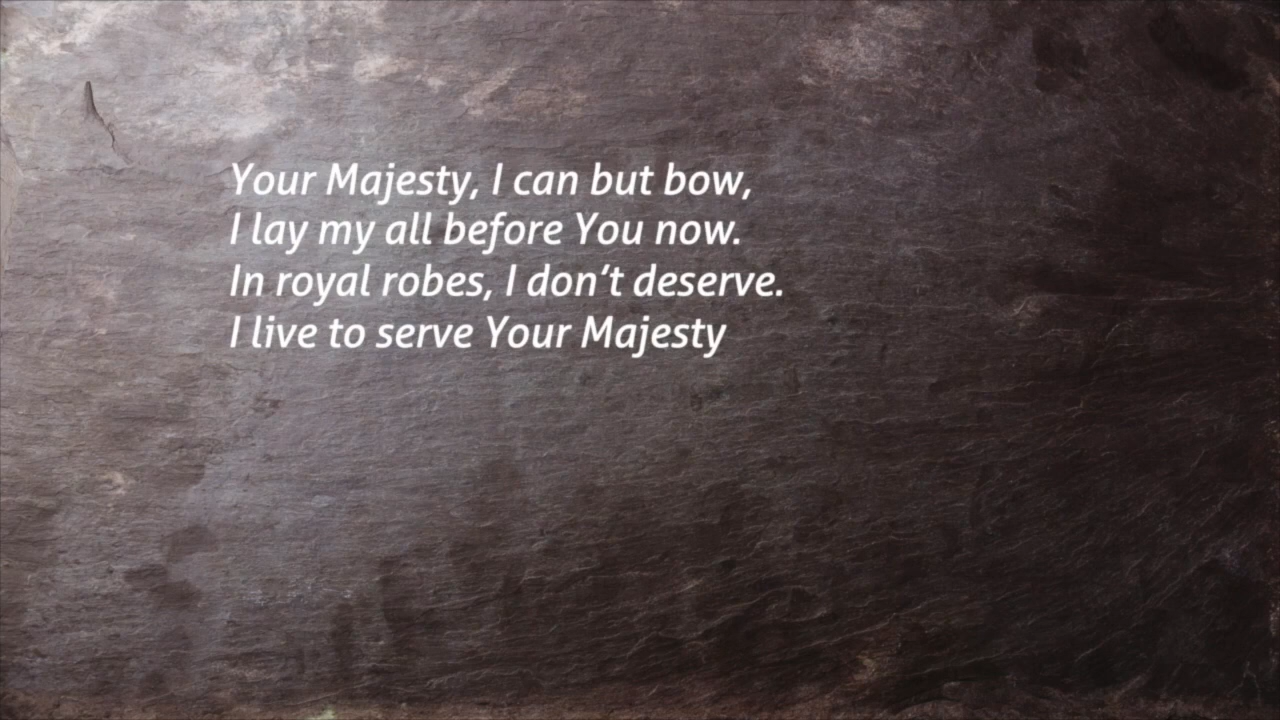 Your Majesty, I can but bow,
I lay my all before You now.
In royal robes, I don’t deserve.
I live to serve Your Majesty